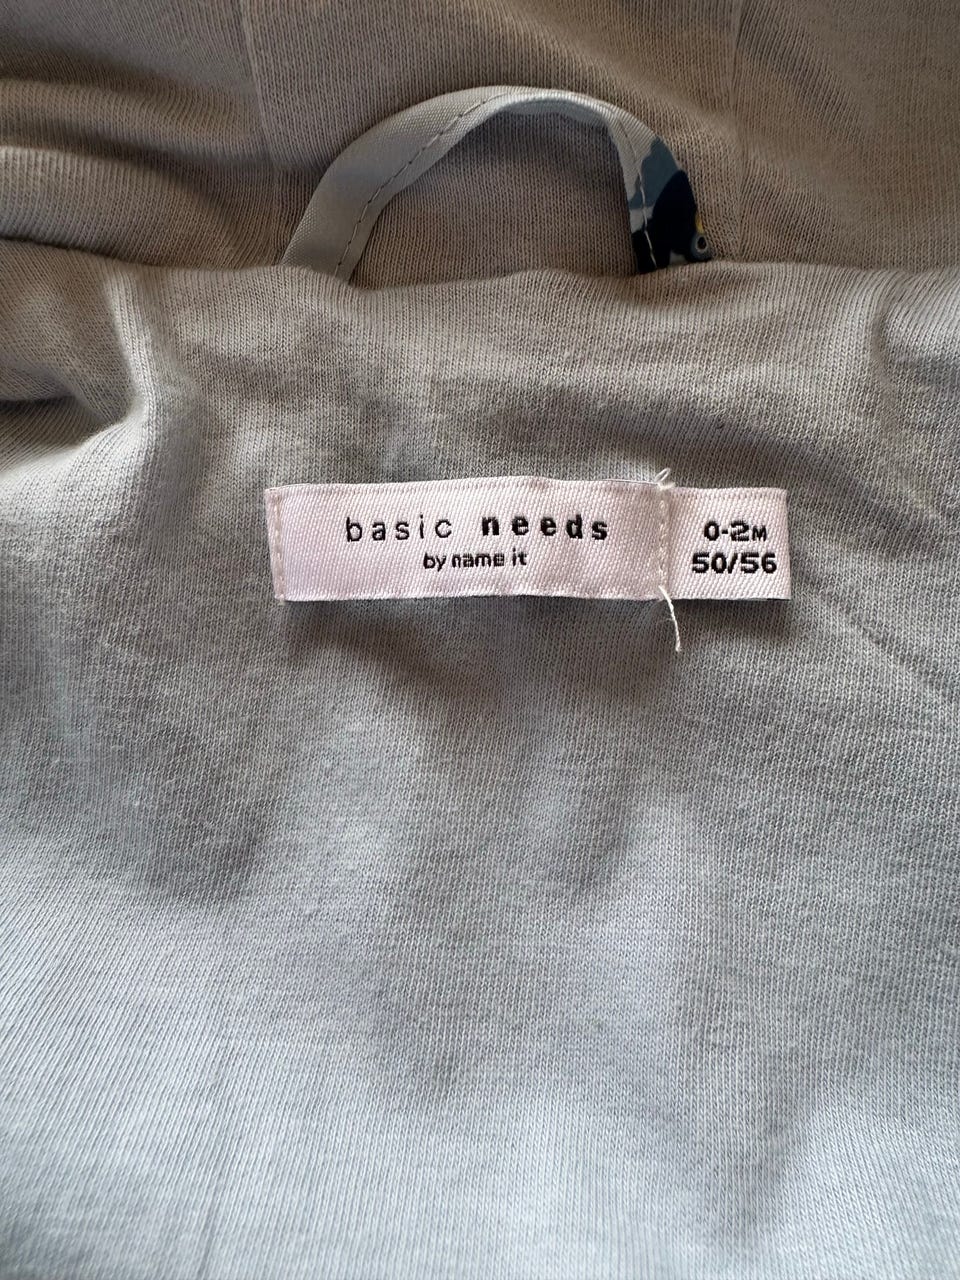 basic needs
by name it
0-2M
50/56